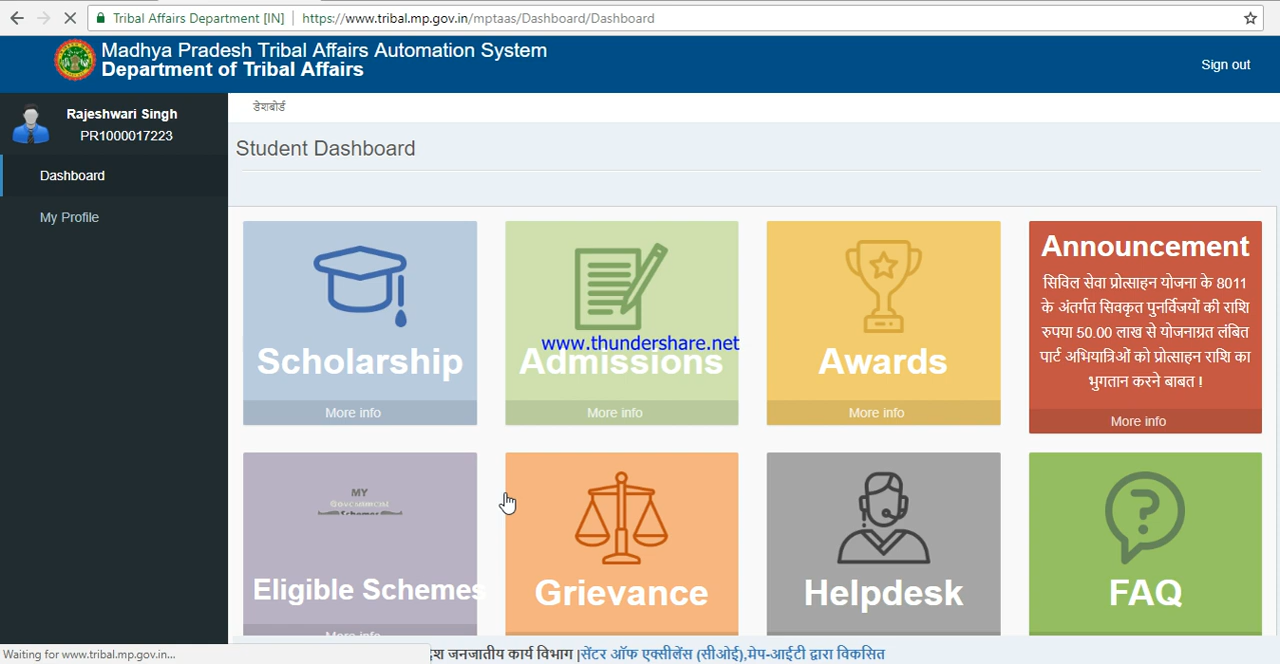 Tribal Affairs Department [IN] | https://www.tribal.mp.gov.in/mptaas/Dashboard/Dashboard
Madhya Pradesh Tribal Affairs Automation System
Department of Tribal Affairs
Sign out
Rajeshwari Singh
PR1000017223
Dashboard
My Profile
डेशबोर्ड
Student Dashboard
Scholarship
More info
www.thundershare.net
Admissions
More info
Awards
More info
Announcement
सिविल सेवा प्रोत्साहन योजना के 8011
के अंतर्गत सिवकृत पुनर्विजयों की राशि
रुपया 50.00 लाख से योजनाग्रत लंबित
पार्ट अभियात्रिओं को प्रोत्साहन राशि का
भुगतान करने बाबत !
More info
MY
Schemes
Eligible Schemes
More info
Grievance
Helpdesk
FAQ
Waiting for www.tribal.mp.gov.in...
जनजातीय कार्य विभाग |सेंटर ऑफ एक्सीलेंस (सीओई),मेप-आईटी द्वारा विकसित